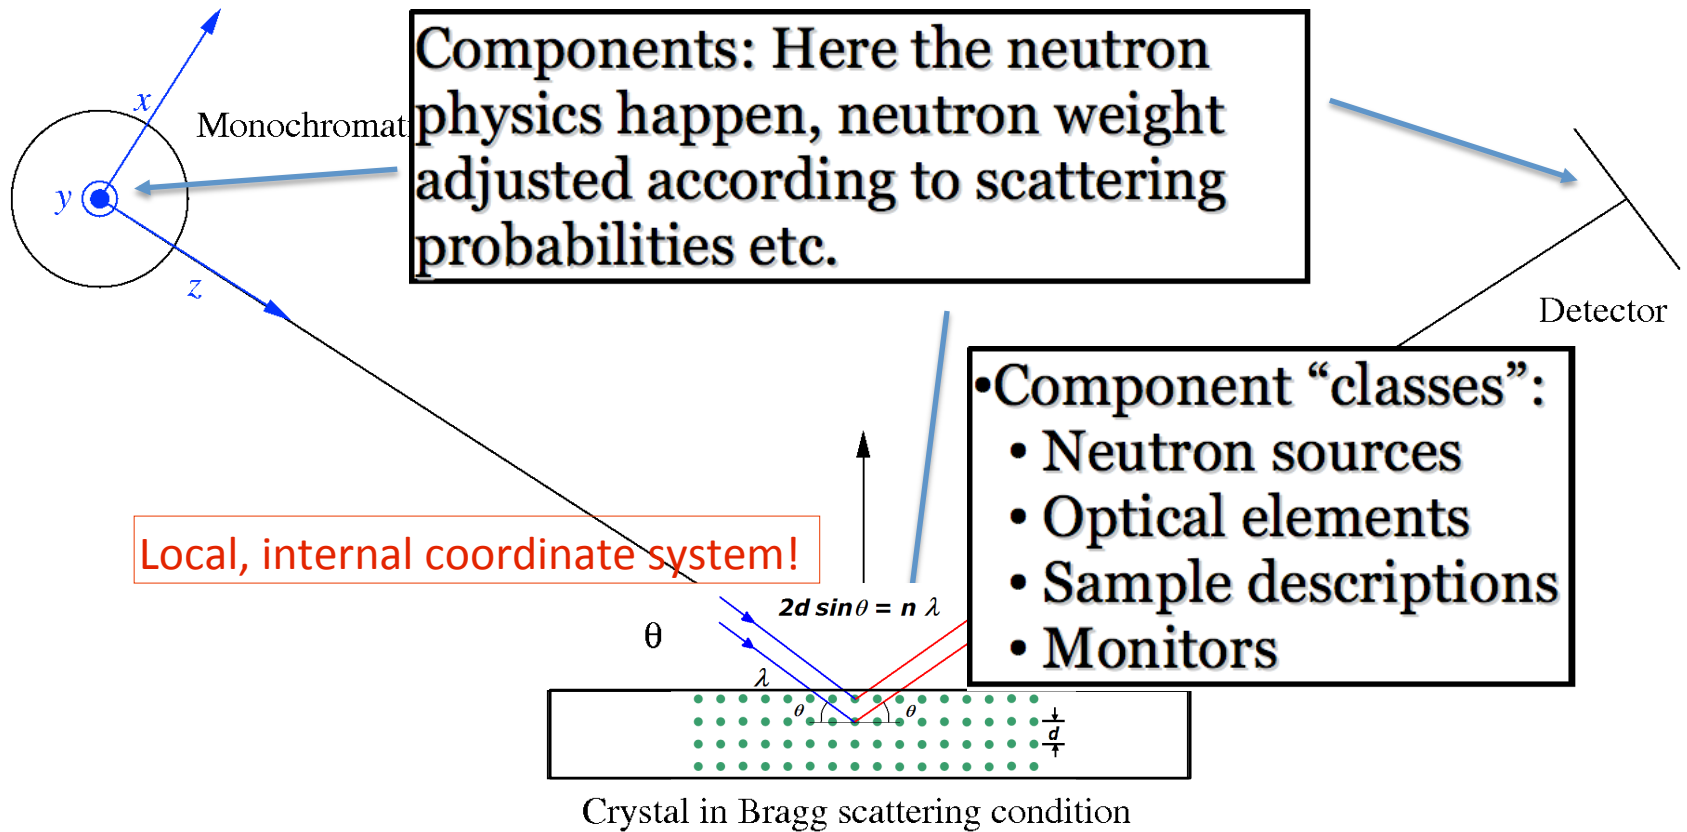 x
Monochromat
y
z
Components: Here the neutron
physics happen, neutron weight
adjusted according to scattering
probabilities etc.
Detector
•Component “classes”:
• Neutron sources
• Optical elements
• Sample descriptions
• Monitors
Local, internal coordinate system!
2d sinθ = n λ
θ
λ
θ
θ
d
Crystal in Bragg scattering condition